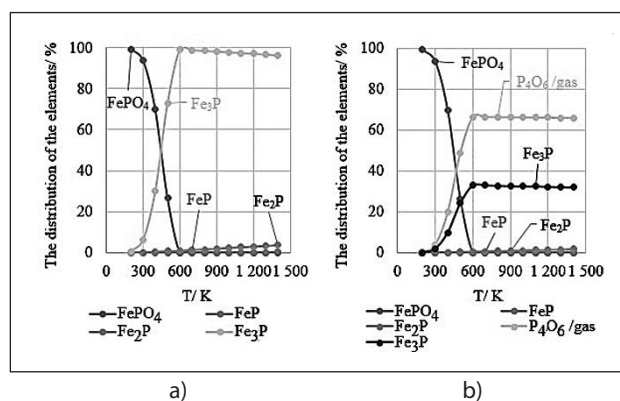 The distribution of the elements/ %
100
80
60
40
20
0
FePO₄
Fe₃P
FeP
Fe₂P
0 300 600 900 1 200 1 500
T/ K
FePO₄ FeP
Fe₂P Fe₃P
a)
The distribution of the elements/ %
100
80
60
40
20
0
FePO₄
P₄O₆ /gas
Fe₃P
FeP
Fe₂P
0 300 600 900 1 200 1 500
T/ K
FePO₄ FeP
Fe₂P P₄O₆ /gas
Fe₃P
b)